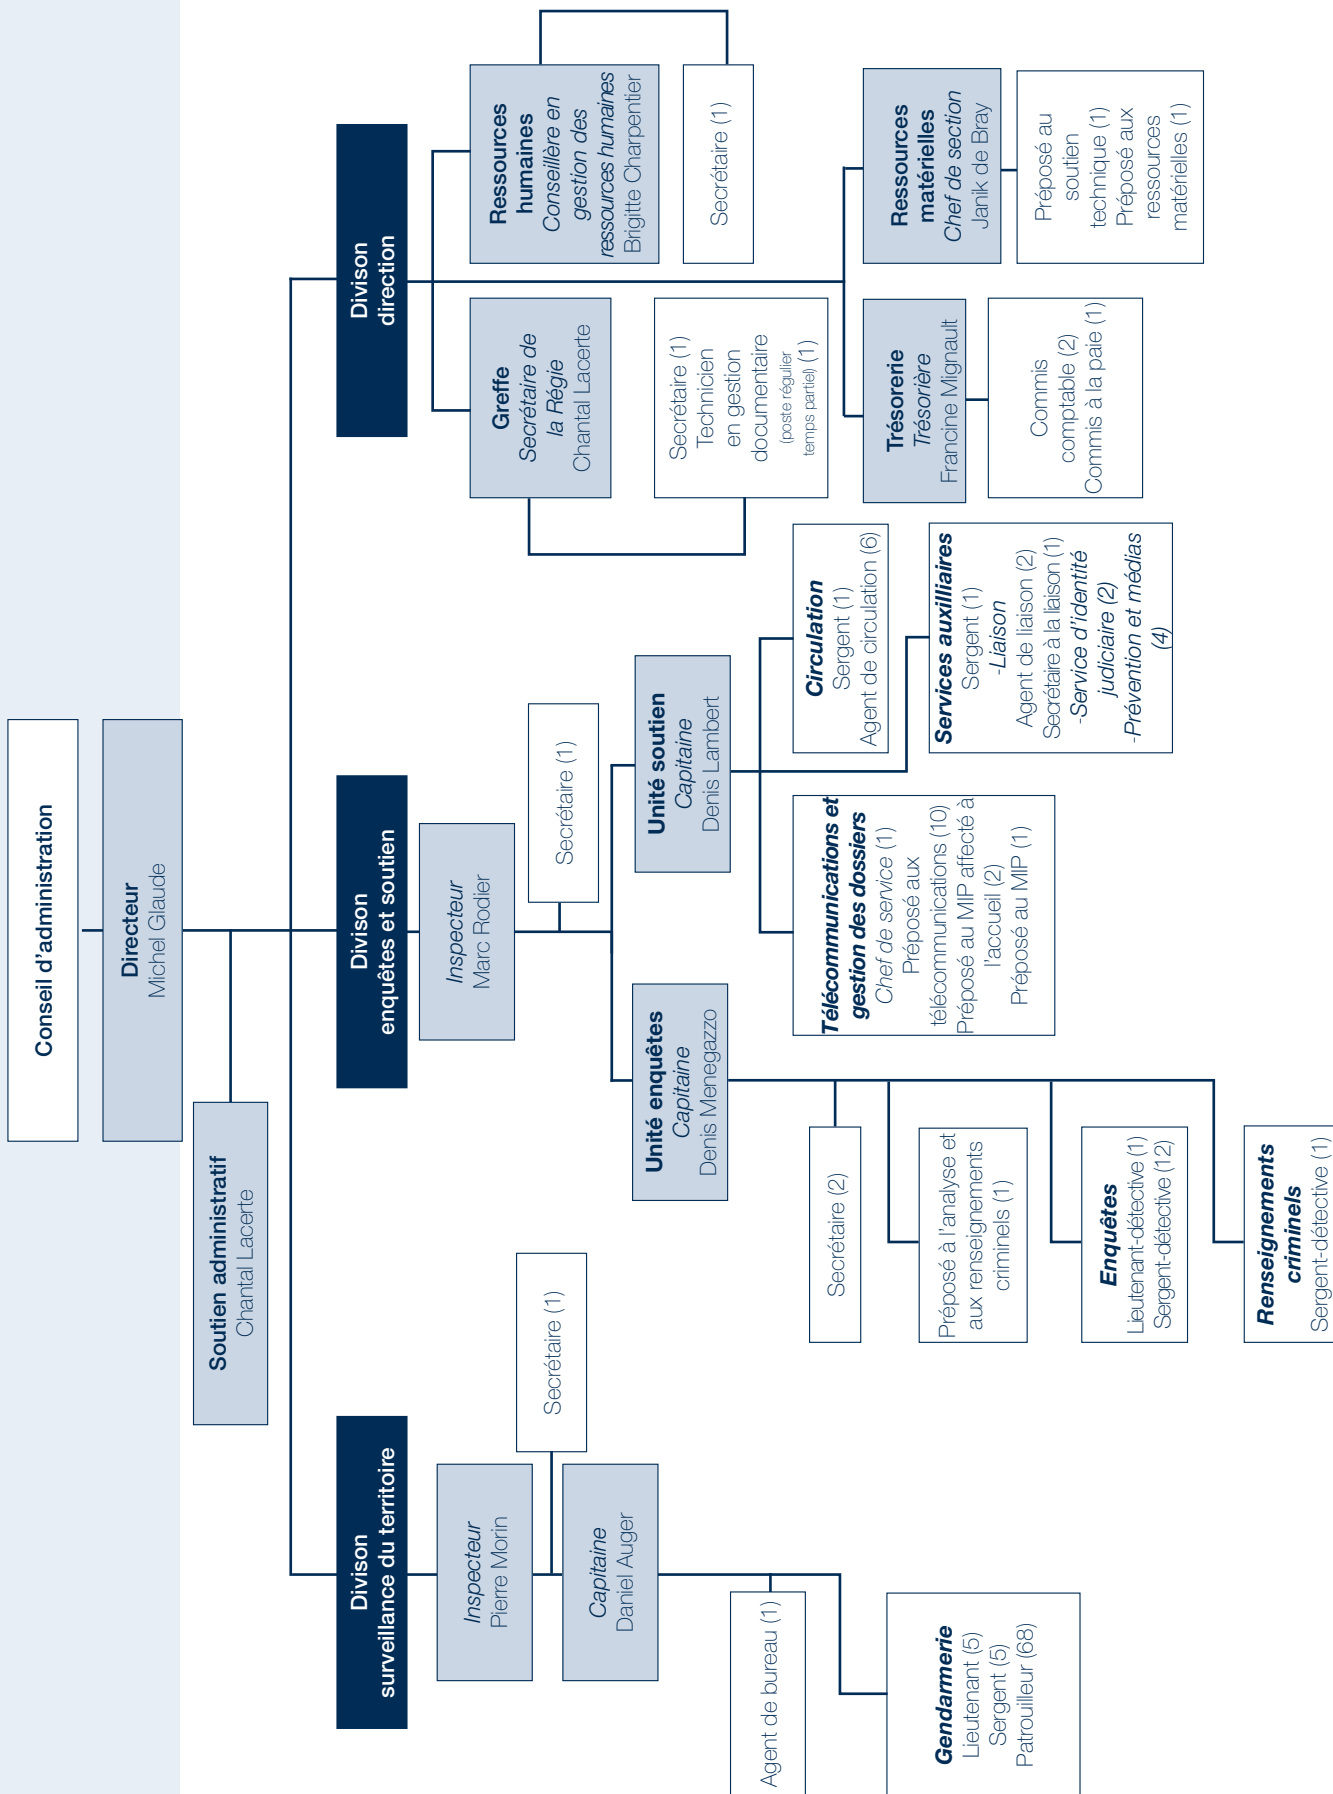 Conseil d’administration
Directeur
Michel Glaude
Soutien administratif
Chantal Lacerte
Divison
surveillance du territoire
Inspecteur
Pierre Morin
Secrétaire (1)
Capitaine
Daniel Auger
Agent de bureau (1)
Gendarmerie
Lieutenant (5)
Sergent (5)
Patrouilleur (68)
Divison
enquêtes et soutien
Inspecteur
Marc Rodier
Secrétaire (1)
Unité enquêtes
Capitaine
Denis Menegazzo
Secrétaire (2)
Préposé à l’analyse et
aux renseignements
criminels (1)
Enquêtes
Lieutenant-détective (1)
Sergent-détective (12)
Renseignements
criminels
Sergent-détective (1)
Unité soutien
Capitaine
Denis Lambert
Télécommunications et
gestion des dossiers
Chef de service (1)
Préposé aux
télécommunications (10)
Préposé au MIP affecté à
l’accueil (2)
Préposé au MIP (1)
Circulation
Sergent (1)
Agent de circulation (6)
Services auxilliaires
Sergent (1)
-Liaison
Agent de liaison (2)
Secrétaire à la liaison (1)
-Service d’identité
judiciaire (2)
-Prévention et médias
(4)
Divison
direction
Greffe
Secrétaire de
la Régie
Chantal Lacerte
Secrétaire (1)
Technicien
en gestion
documentaire
(poste régulier
temps partiel) (1)
Ressources
humaines
Conseillère en
gestion des
ressources humaines
Brigitte Charpentier
Secrétaire (1)
Trésorerie
Trésorière
Francine Mignault
Commis
comptable (2)
Commis à la paie (1)
Ressources
matérielles
Chef de section
Janik de Bray
Préposé au
soutien
technique (1)
Préposé aux
ressources
matérielles (1)